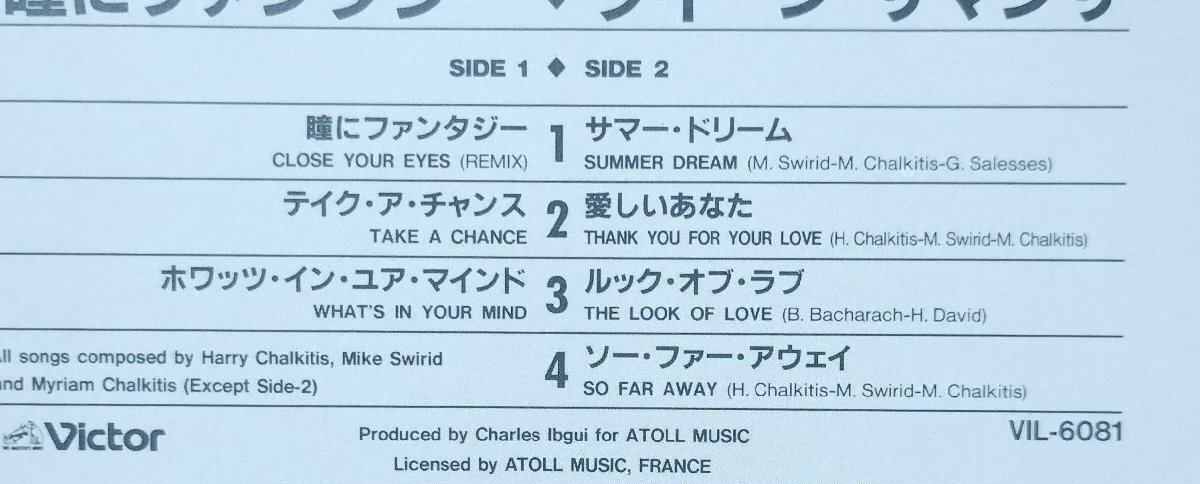 SIDE 1 ◆ SIDE 2
瞳にファンタジー
CLOSE YOUR EYES (REMIX)
1
サマー・ドリーム
SUMMER DREAM (M. Swirid-M. Chalkitis-G. Salesses)
テイク・ア・チャンス
TAKE A CHANCE
2
愛しいあなた
THANK YOU FOR YOUR LOVE (H. Chalkitis-M. Swirid-M. Chalkitis)
ホワッツ・イン・ユア・マインド
WHAT'S IN YOUR MIND
3
ルック・オブ・ラブ
THE LOOK OF LOVE (B. Bacharach-H. David)
All songs composed by Harry Chalkitis, Mike Swirid
and Myriam Chalkitis (Except Side-2)
4
ソー・ファー・アウェイ
SO FAR AWAY (H. Chalkitis-M. Swirid-M. Chalkitis)
Victor
Produced by Charles Ibgui for ATOLL MUSIC
Licensed by ATOLL MUSIC, FRANCE
VIL-6081